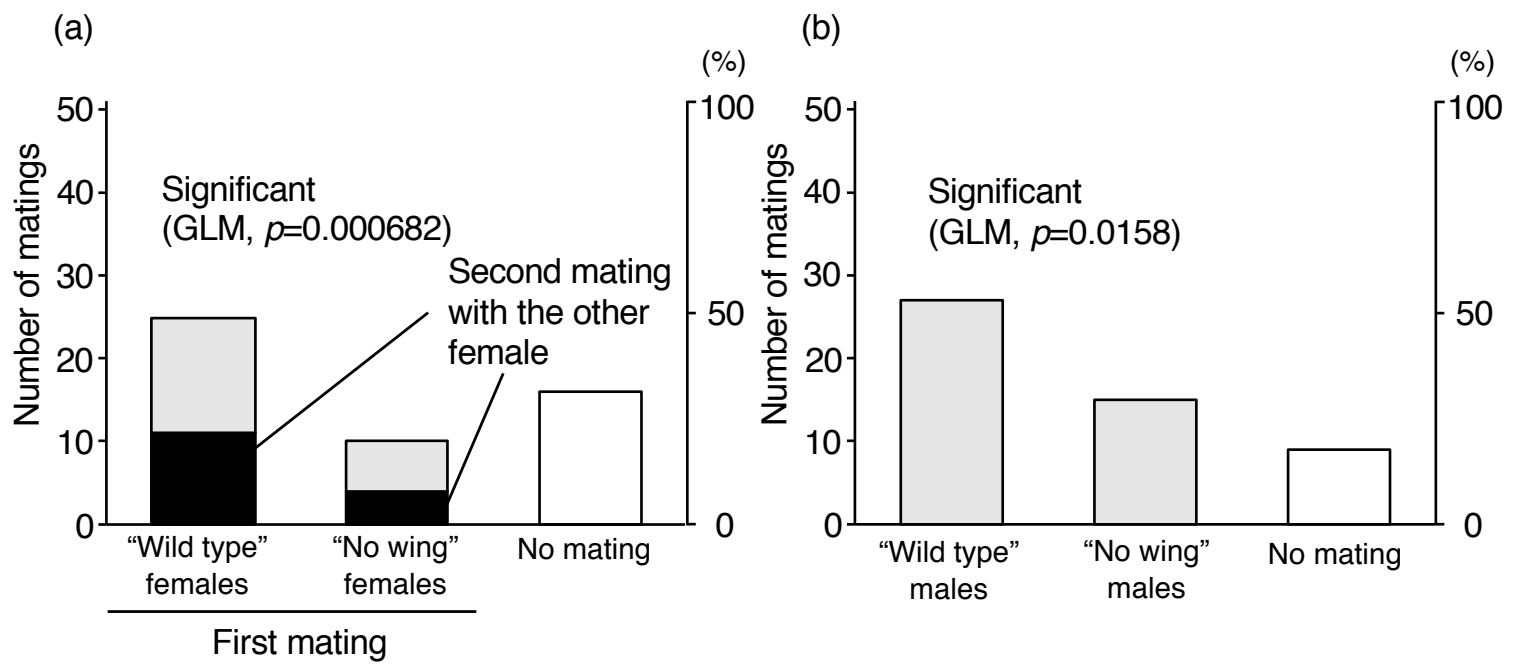 (a)
(%)
50
40
30
20
10
0
Number of matings
100
50
0
Significant
(GLM, p=0.000682)
Second mating
with the other
female
“Wild type”
females
“No wing”
females
No mating
First mating
(b)
(%)
50
40
30
20
10
0
Number of matings
100
50
0
Significant
(GLM, p=0.0158)
“Wild type”
males
“No wing”
males
No mating